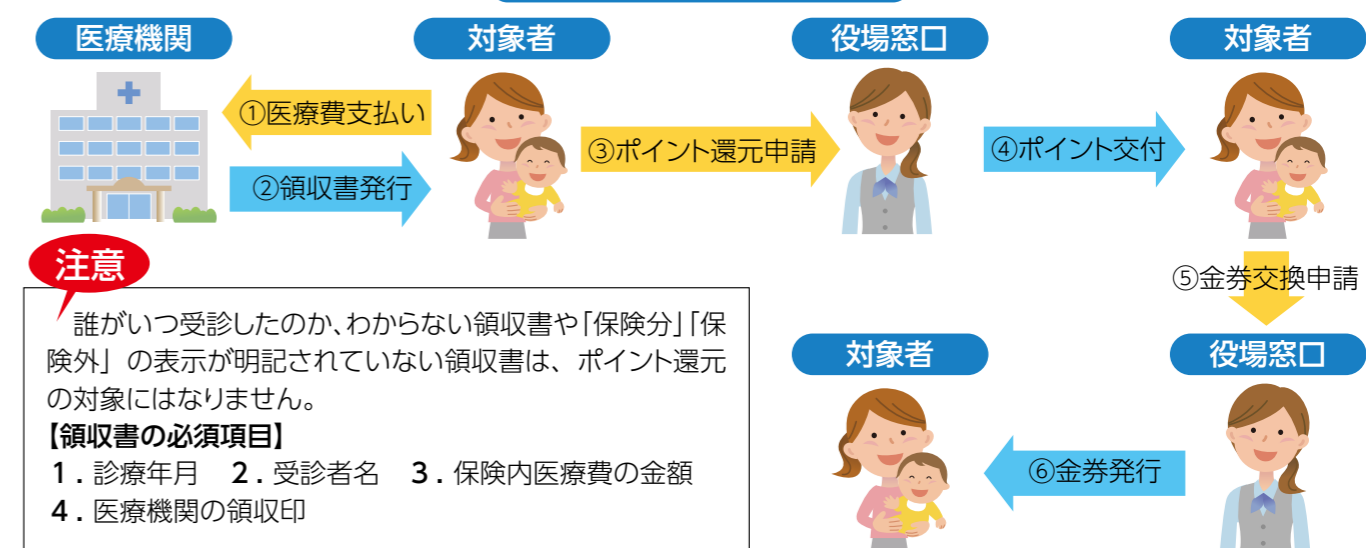 医療機関
対象者
役場窓口
対象者
①医療費支払い
②領収書発行
③ポイント還元申請
④ポイント交付
⑤金券交換申請
対象者
役場窓口
⑥金券発行
注意
誰がいつ受診したのか、わからない領収書や「保険分」「保
険外」の表示が明記されていない領収書は、ポイント還元
の対象にはなりません。
【領収書の必須項目】
1．診療年月　2．受診者名　3．保険内医療費の金額
4．医療機関の領収印